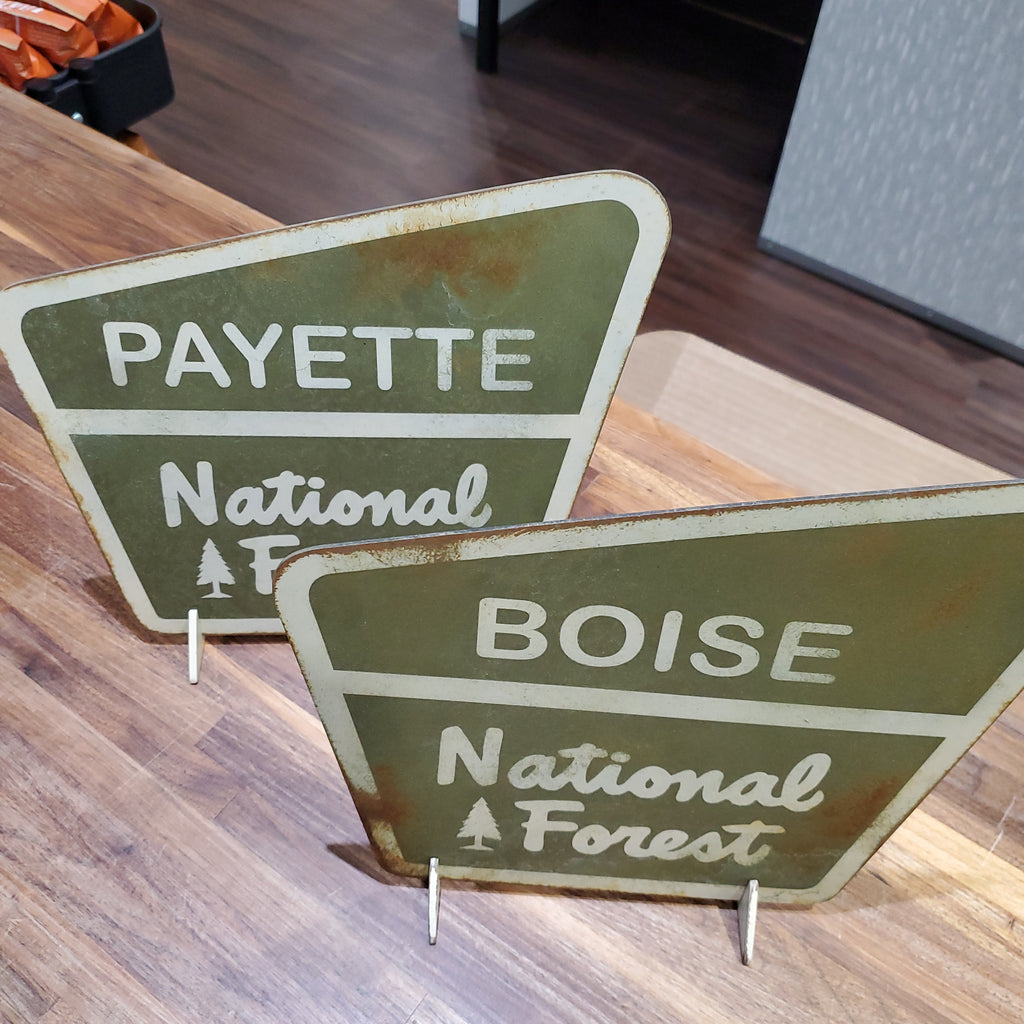 PAYETTE
National
F
BOISE
National
Forest